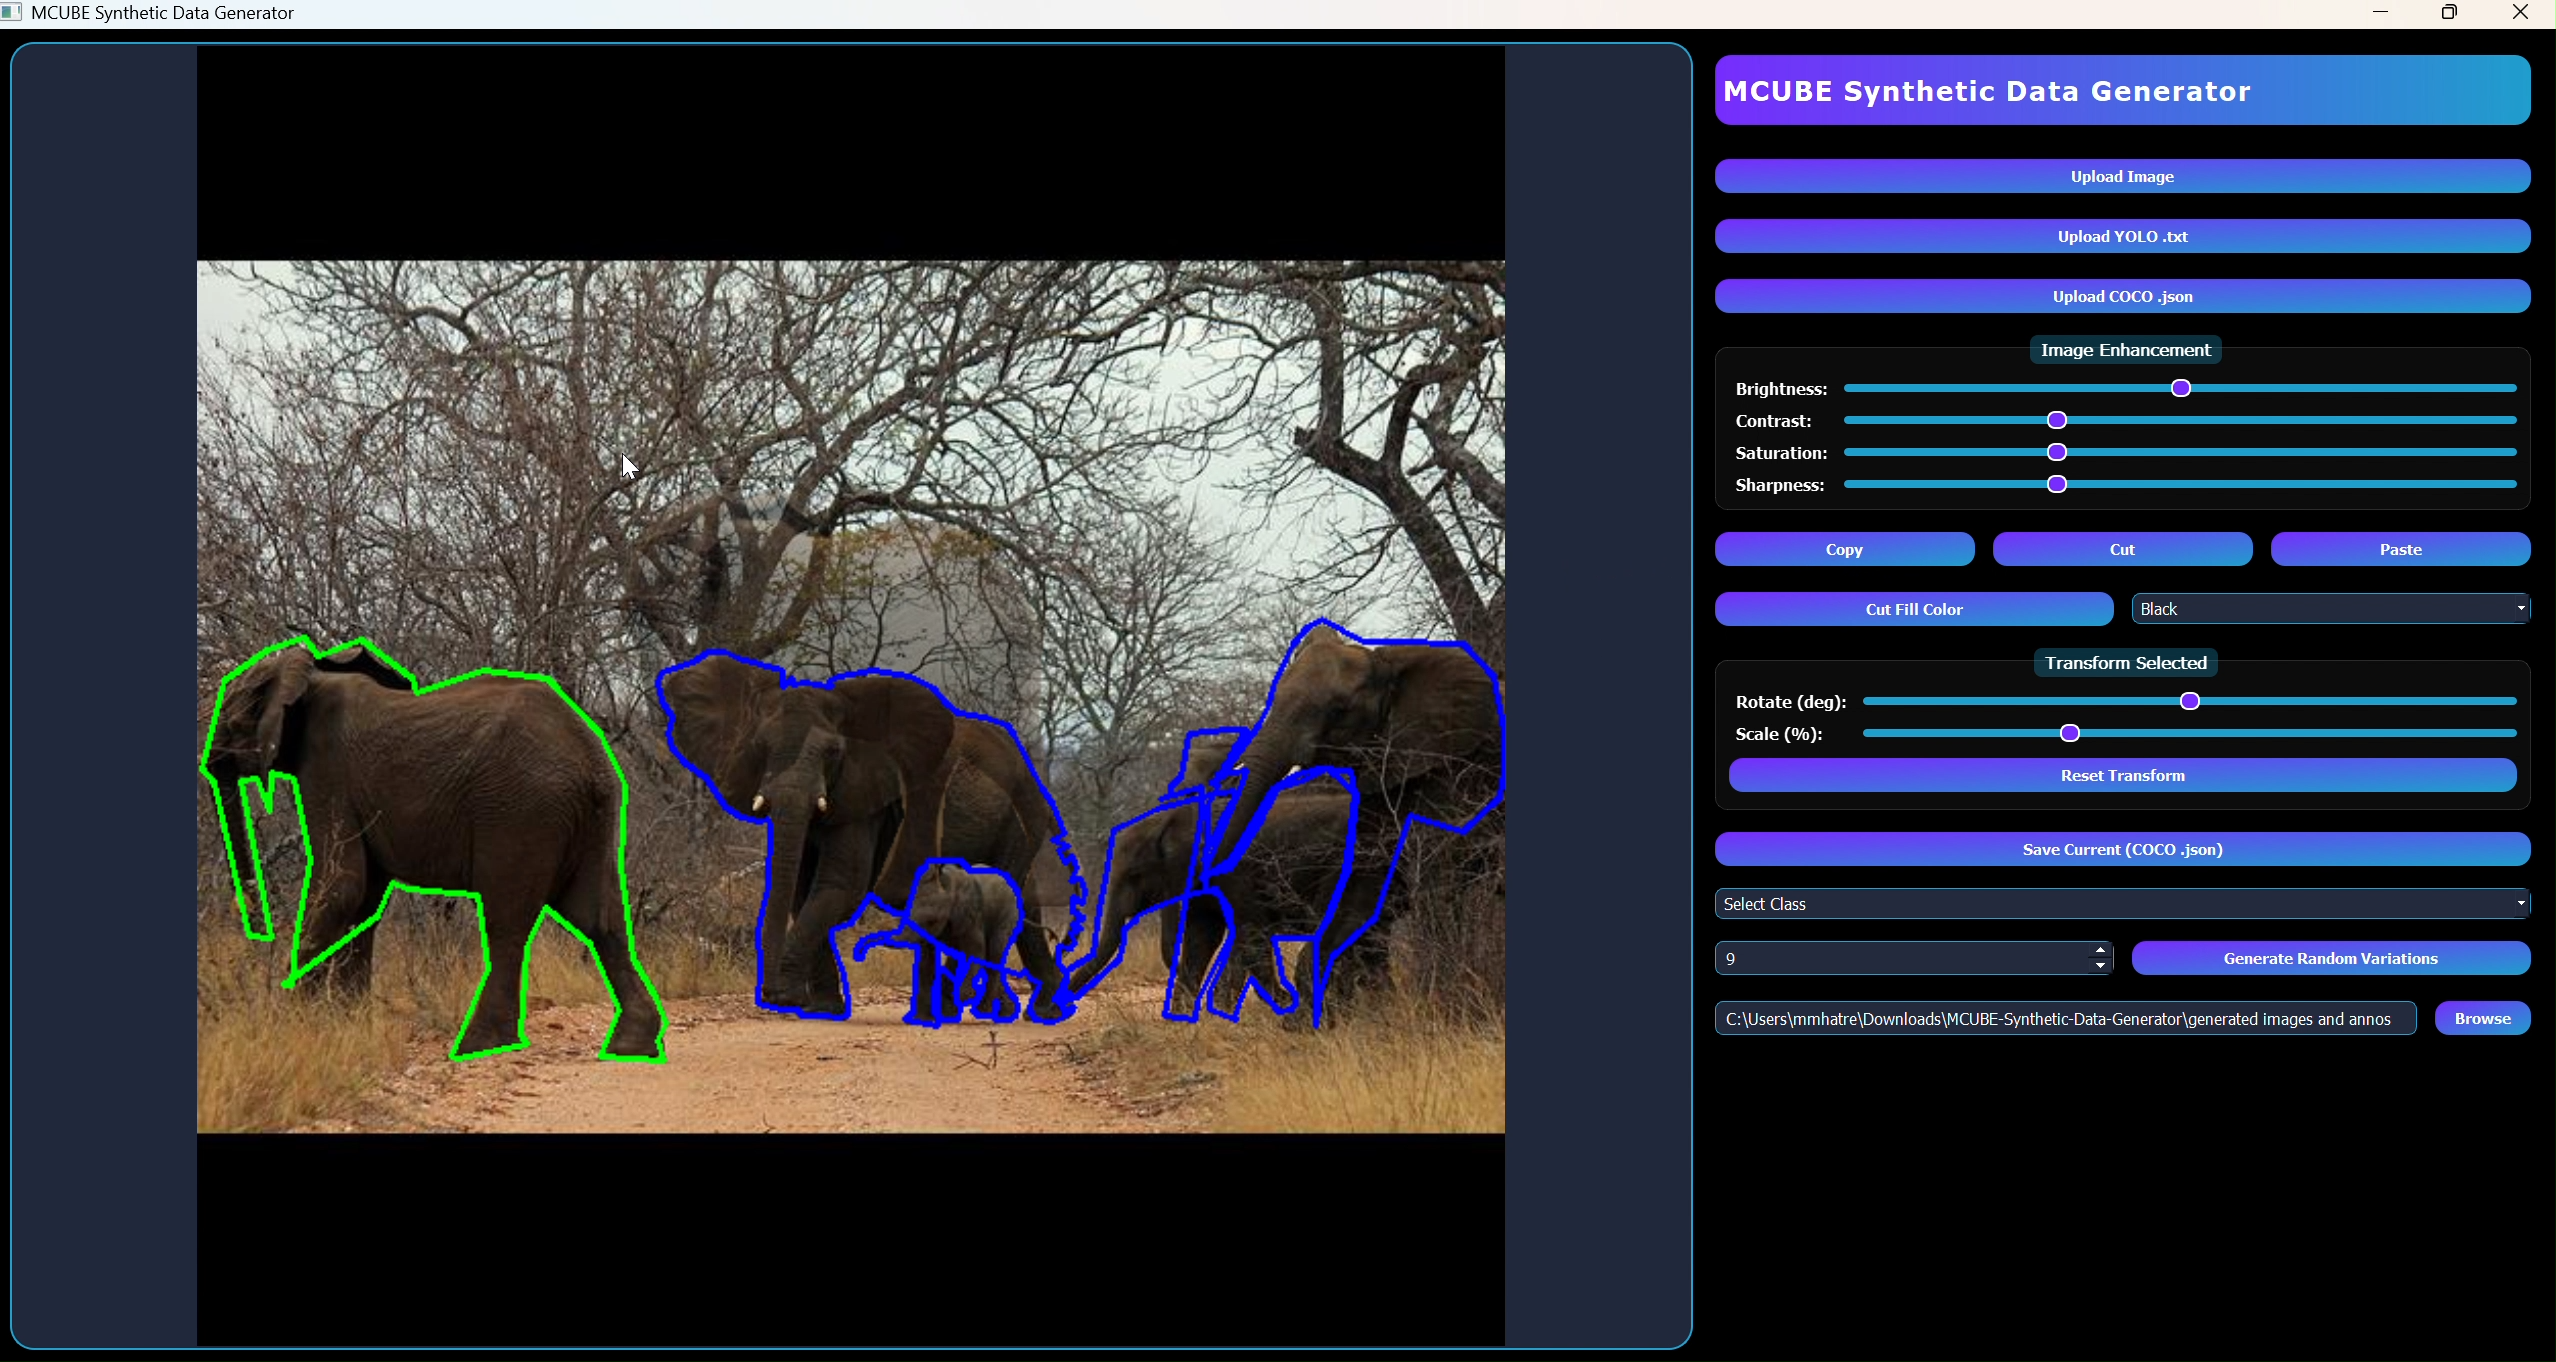 MCUBE Synthetic Data Generator
MCUBE Synthetic Data Generator
Upload Image
Upload YOLO .txt
Upload COCO .json
Image Enhancement
Brightness:
Contrast:
Saturation:
Sharpness:
Copy Cut Paste
Cut Fill Color Black
Transform Selected
Rotate (deg):
Scale (%):
Reset Transform
Save Current (COCO .json)
Select Class
9 Generate Random Variations
C:\Users\mmhatre\Downloads\MCUBE-Synthetic-Data-Generator\generated images and annos Browse